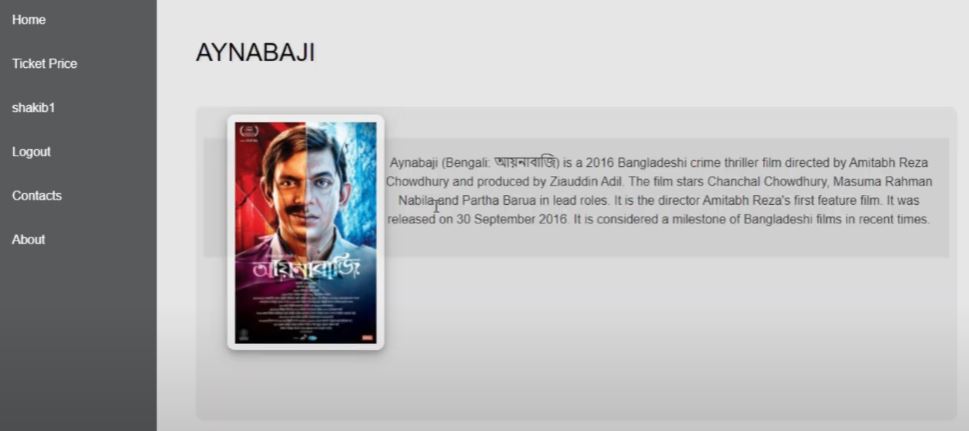 Home
Ticket Price
shakib1
Logout
Contacts
About
AYNABAJI
আয়নাবাজি
Aynabaji (Bengali: আয়নাবাজি) is a 2016 Bangladeshi crime thriller film directed by Amitabh Reza
Chowdhury and produced by Ziauddin Adil. The film stars Chanchal Chowdhury, Masuma Rahman
Nabila and Partha Barua in lead roles. It is the director Amitabh Reza's first feature film. It was
released on 30 September 2016. It is considered a milestone of Bangladeshi films in recent times.